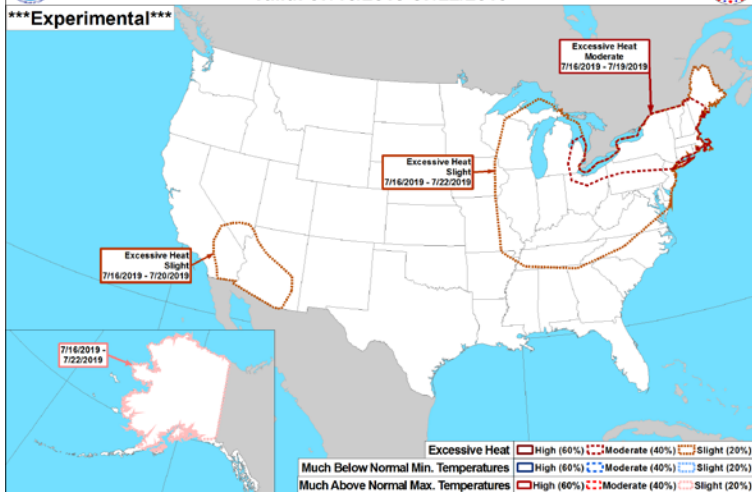 ***Experimental***
Excessive Heat
Moderate
7/16/2019 - 7/19/2019
Excessive Heat
Slight
7/16/2019 - 7/22/2019
Excessive Heat
Slight
7/16/2019 - 7/20/2019
7/16/2019 -
7/22/2019
Excessive Heat High (60%) Moderate (40%) Slight (20%)
Much Below Normal Min. Temperatures High (60%) Moderate (40%) Slight (20%)
Much Above Normal Max. Temperatures High (60%) Moderate (40%) Slight (20%)